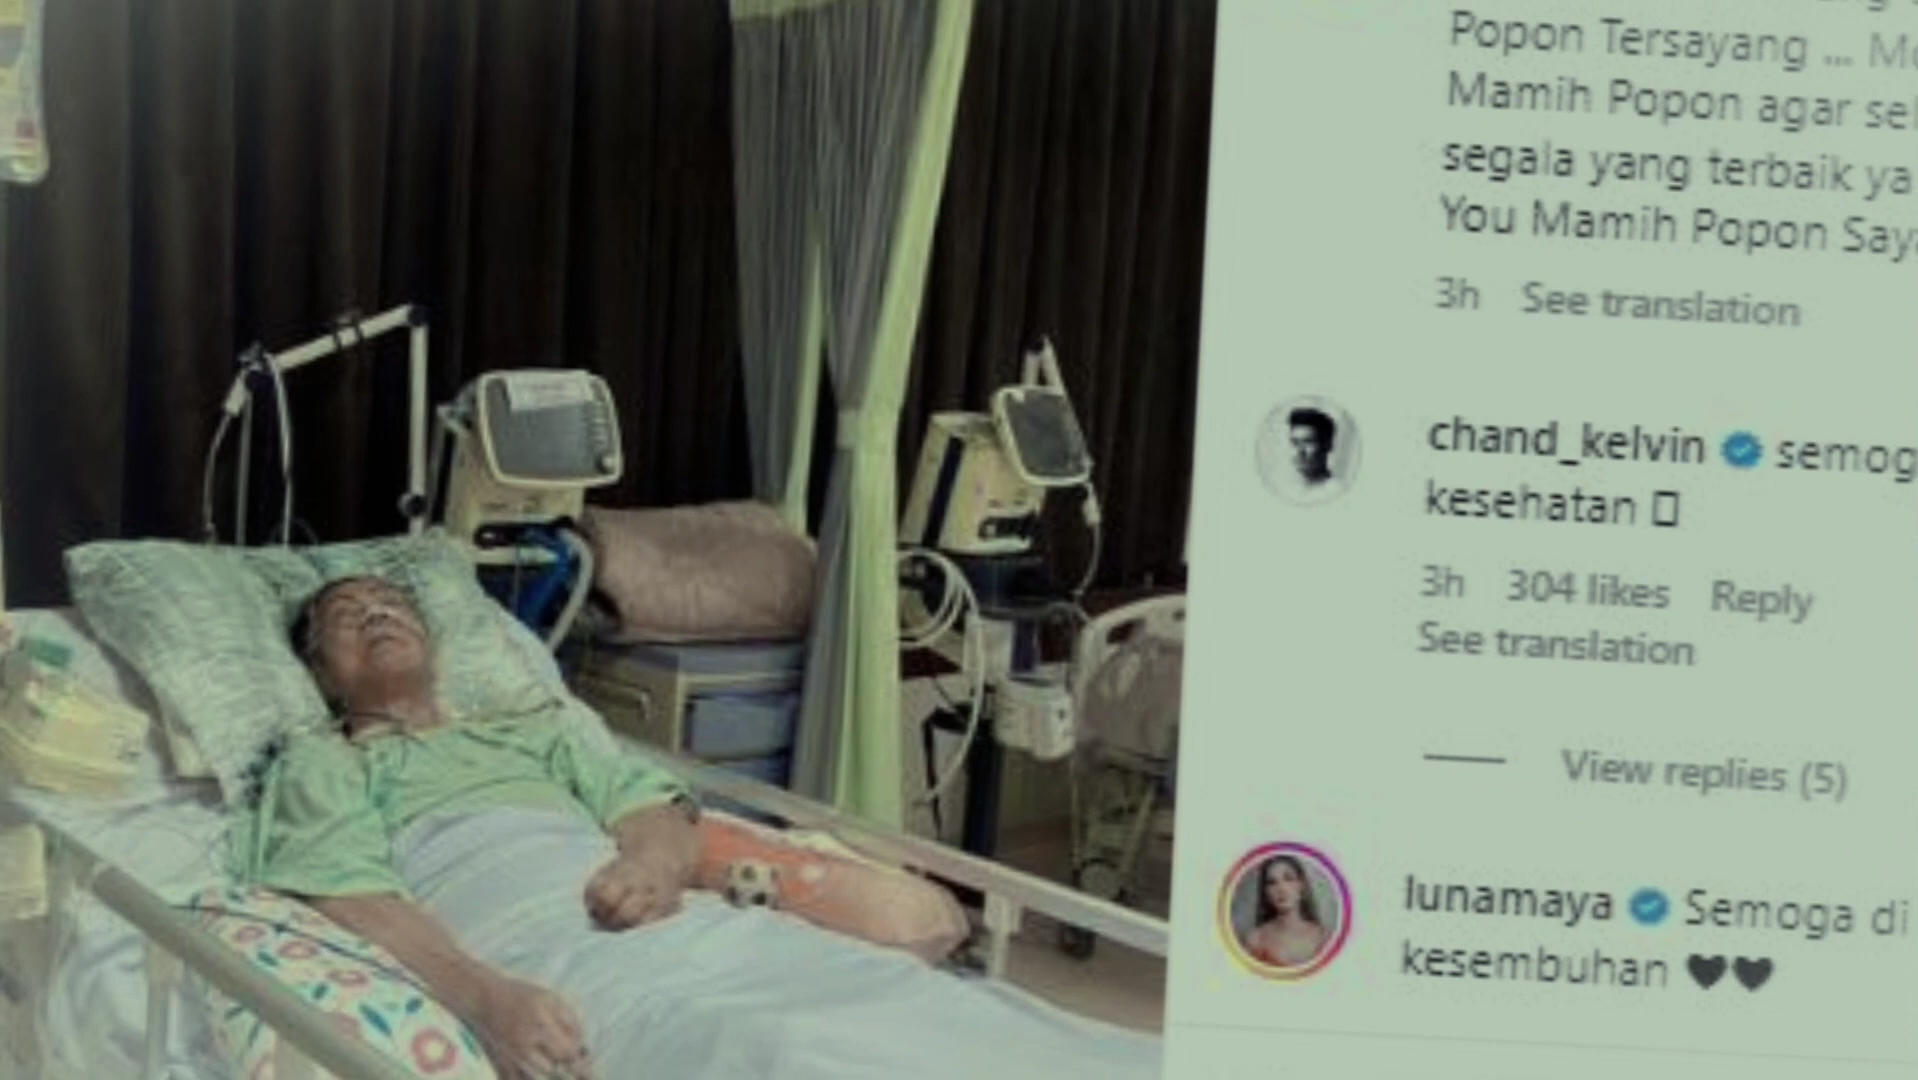 Popon Tersayang ...
Mamih Popon agar
segala yang terbaik ya
You Mamih Popon
3h See translation
chand_kelvin
kesehatan
3h 304 likes Reply
See translation
View replies (5)
lunamaya Semoga di
kesembuhan 🖤🖤